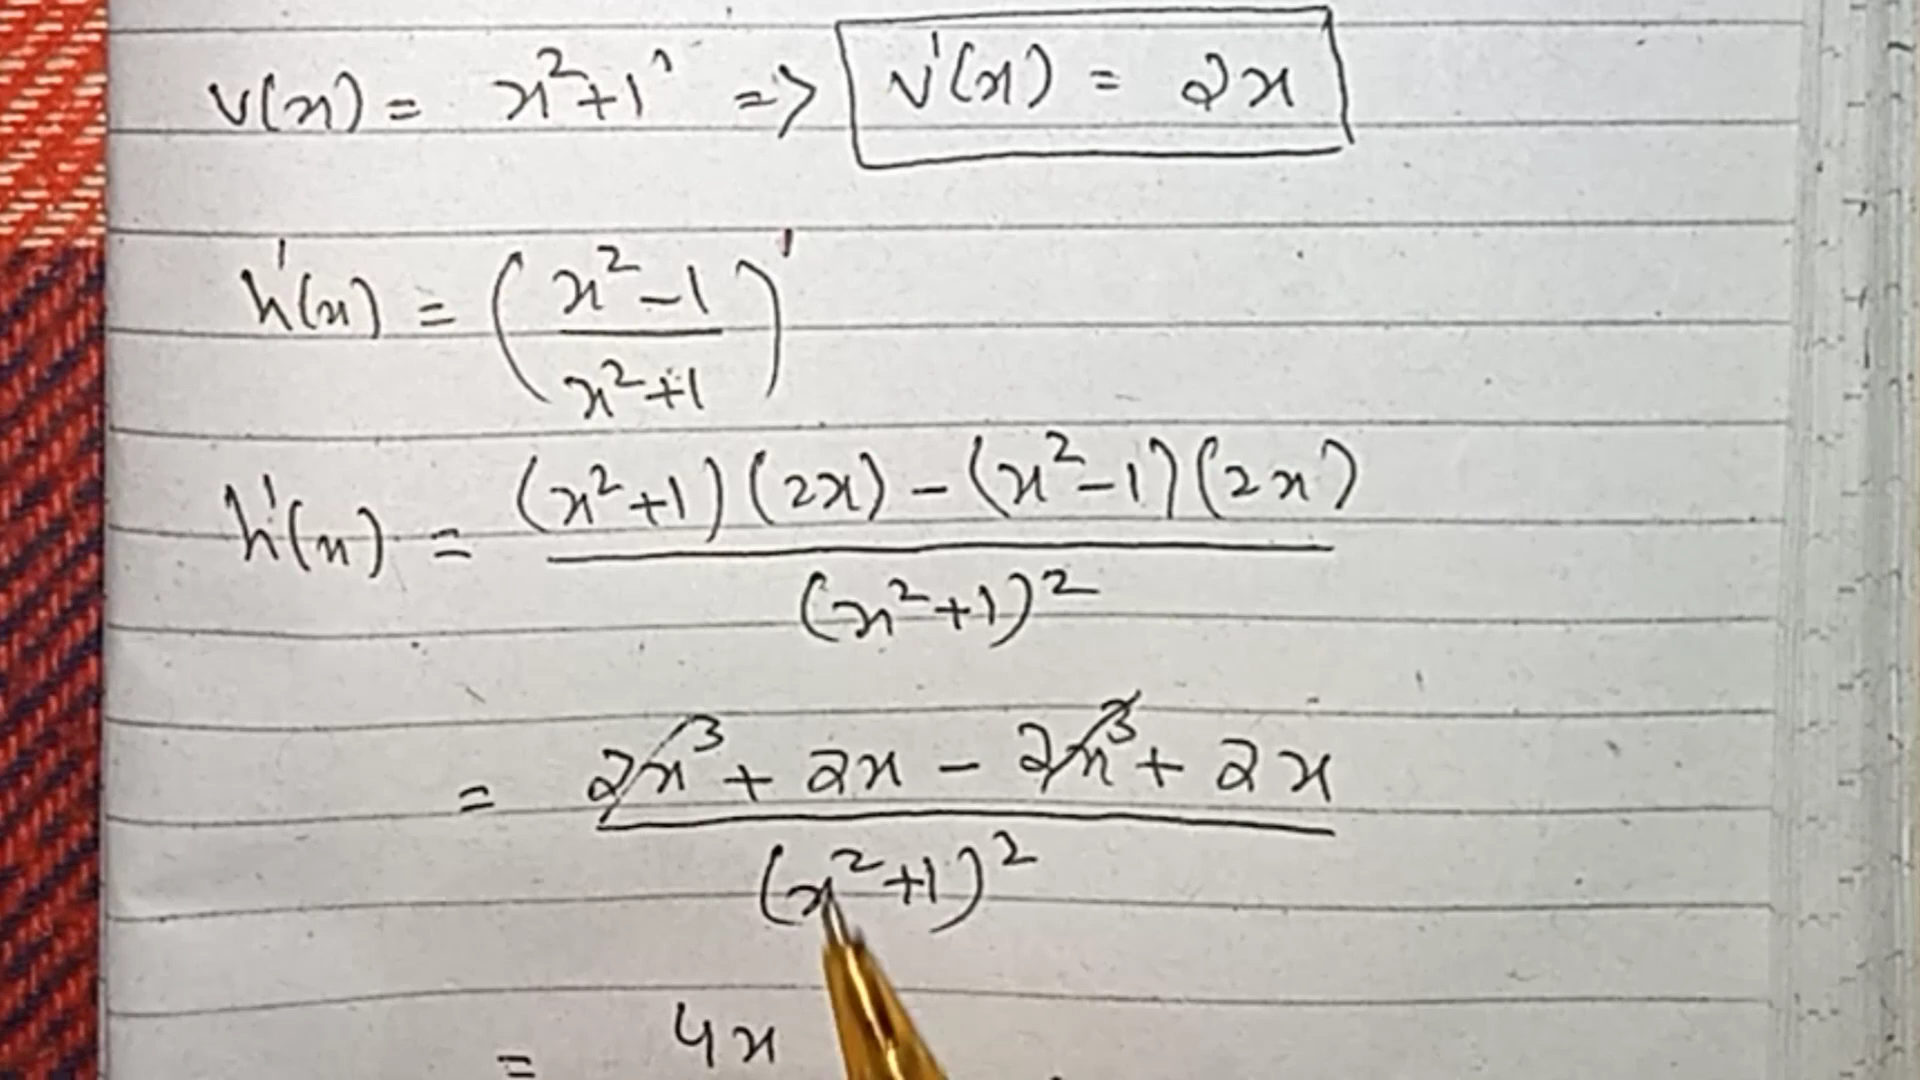 v(x) = x²+1 => v'(x) = 2x
h'(x) = ((x²-1)/(x²+1))'
h'(x) = ((x²+1)(2x) - (x²-1)(2x))/(x²+1)²
= (2x³ + 2x - 2x³ + 2x)/(x²+1)²
= 4x